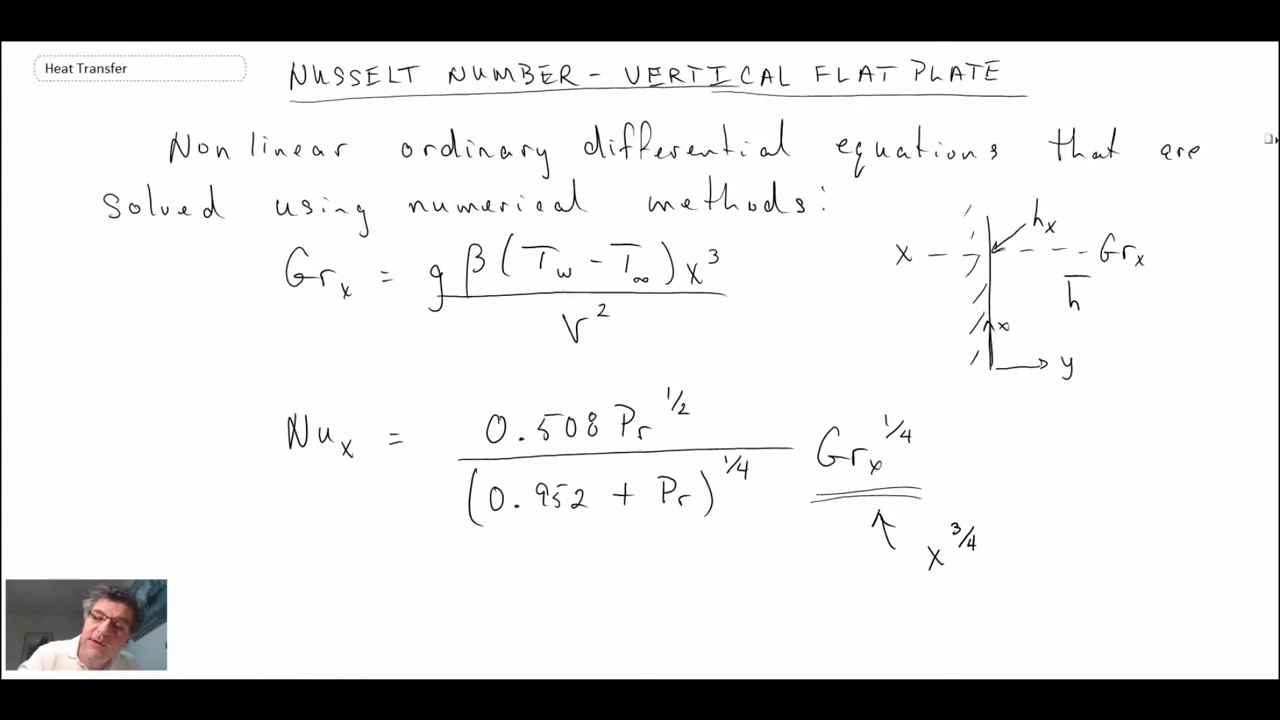 Heat Transfer
NUSSELT NUMBER - VERTICAL FLAT PLATE
Nonlinear ordinary differential equations that are
solved using numerical methods:
Gr_x = gβ(T_w - T_∞)x^3 / ν^2
h_x
x
Gr_x
h̄
x
y
Nu_x = 0.508 Pr^1/2 / (0.952 + Pr)^1/4 Gr_x^1/4
x^3/4